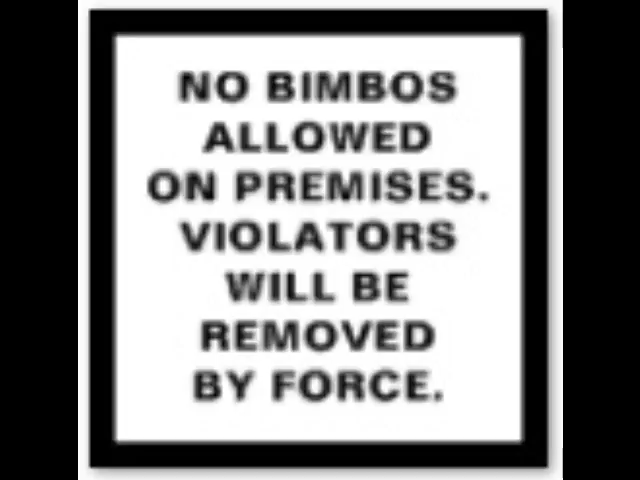 NO BIMBOS
ALLOWED
ON PREMISES.
VIOLATORS
WILL BE
REMOVED
BY FORCE.